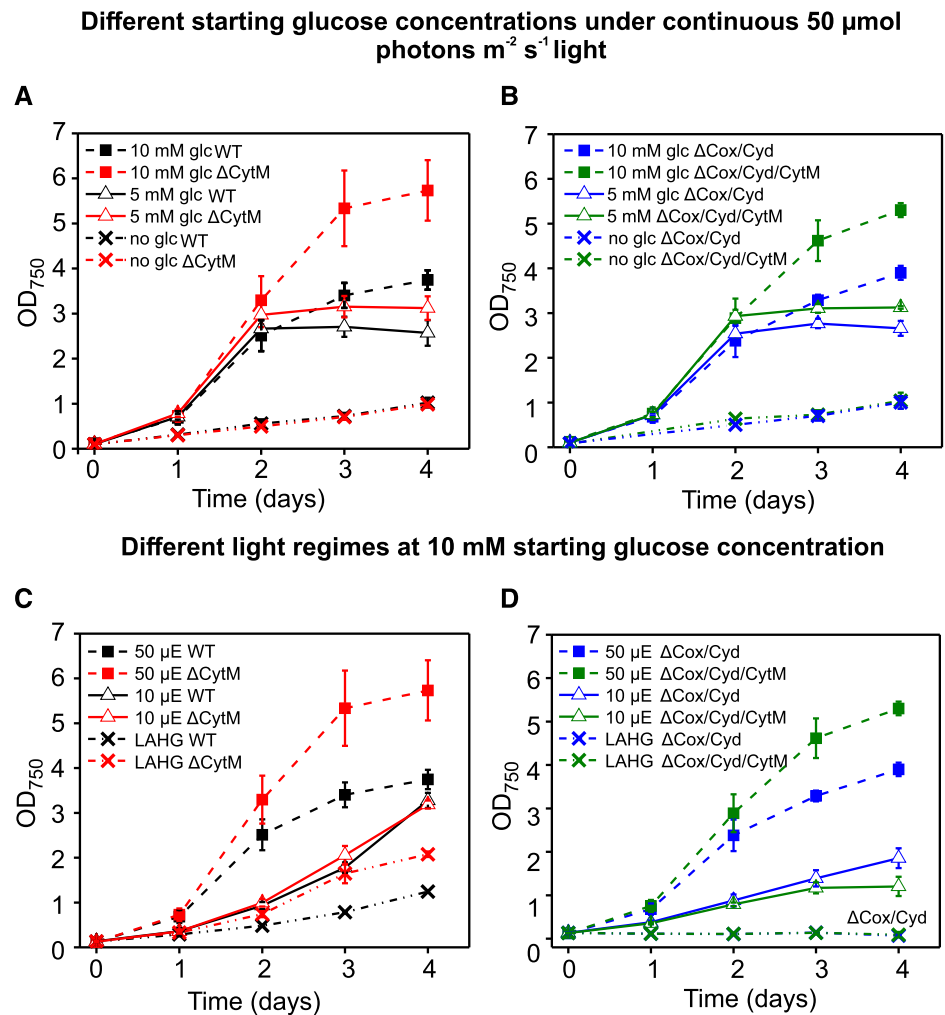 Different starting glucose concentrations under continuous 50 µmol
photons m-2 s-1 light
A
B
7
6
5
4
3
2
1
0
OD750
10 mM glc WT
10 mM glc ΔCytM
5 mM glc WT
5 mM glc ΔCytM
no glc WT
no glc ΔCytM
0 1 2 3 4
Time (days)
7
6
5
4
3
2
1
0
OD750
10 mM glc ΔCox/Cyd
10 mM glc ΔCox/Cyd/CytM
5 mM glc ΔCox/Cyd
5 mM ΔCox/Cyd/CytM
no glc ΔCox/Cyd
no glc ΔCox/Cyd/CytM
0 1 2 3 4
Time (days)
Different light regimes at 10 mM starting glucose concentration
C
D
7
6
5
4
3
2
1
0
OD750
50 µE WT
50 µE ΔCytM
10 µE WT
10 µE ΔCytM
LAHG WT
LAHG ΔCytM
0 1 2 3 4
Time (days)
7
6
5
4
3
2
1
0
OD750
50 µE ΔCox/Cyd
50 µE ΔCox/Cyd/CytM
10 µE ΔCox/Cyd
10 µE ΔCox/Cyd/CytM
LAHG ΔCox/Cyd
LAHG ΔCox/Cyd/CytM
ΔCox/Cyd
0 1 2 3 4
Time (days)